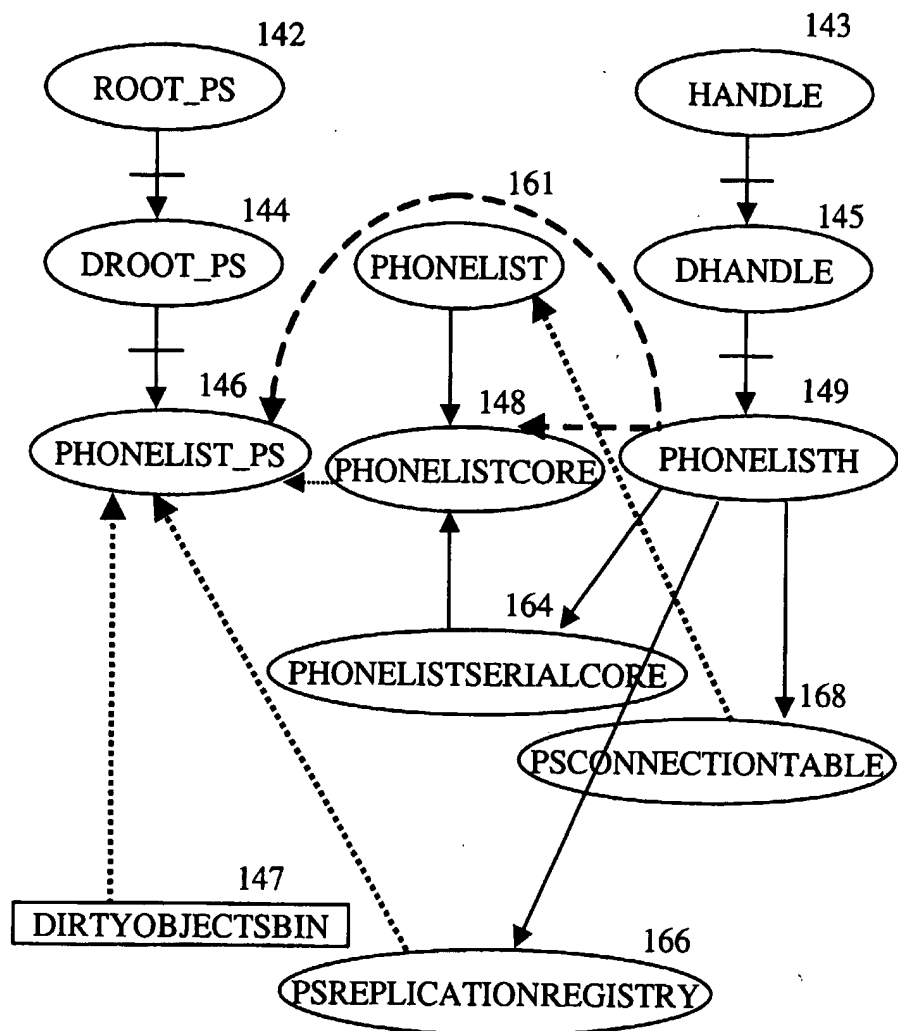 142
143
ROOT_PS
HANDLE
144
161
145
DROOT_PS
PHONELIST
DHANDLE
146
148
149
PHONELIST_PS
PHONELISTCORE
PHONELISTH
164
PHONELISTSERIALCORE
168
PSCONNECTIONTABLE
147
DIRTYOBJECTSBIN
166
PSREPLICATIONREGISTRY